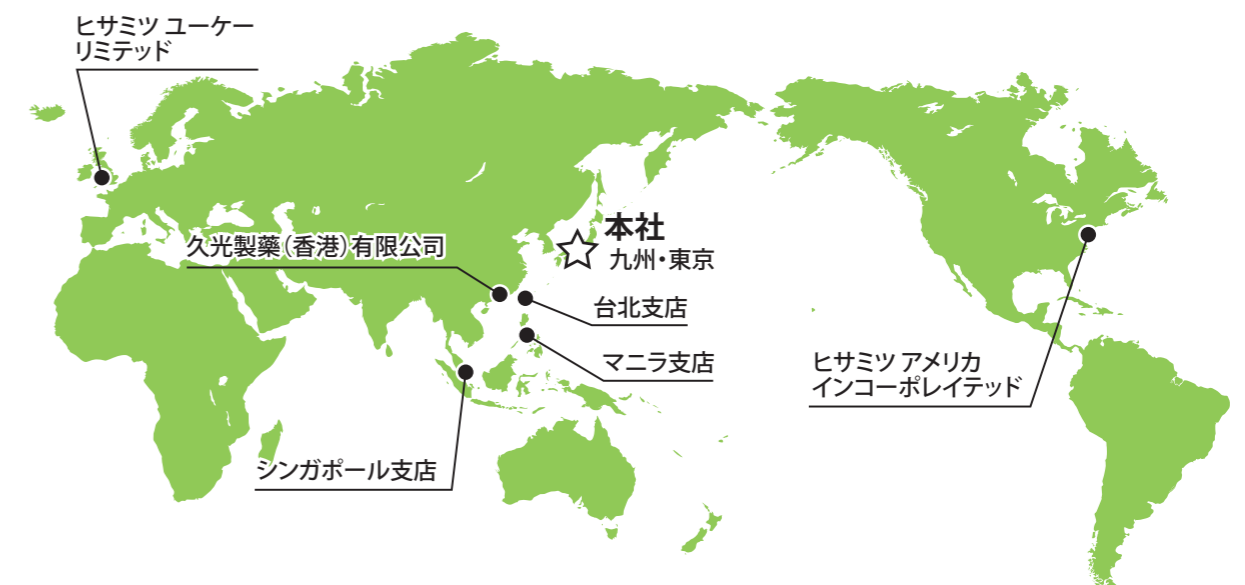 ヒサミツ ユーケー
リミテッド
久光製藥（香港）有限公司
本社
九州・東京
台北支店
マニラ支店
シンガポール支店
ヒサミツ アメリカ
インコーポレイテッド